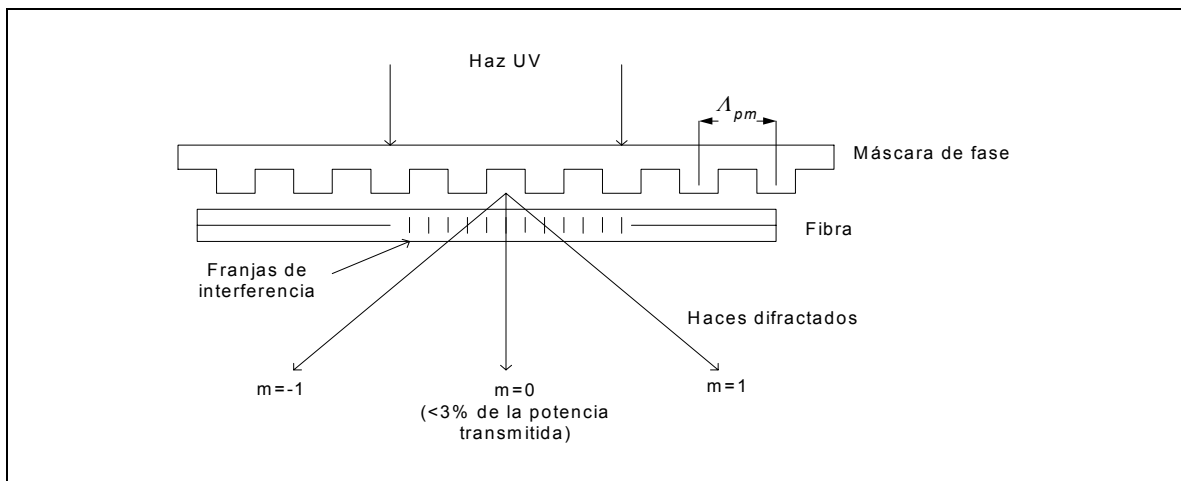 Haz UV
Λpm
Máscara de fase
Fibra
Franjas de
interferencia
Haces difractados
m=-1
m=0
(<3% de la potencia
transmitida)
m=1